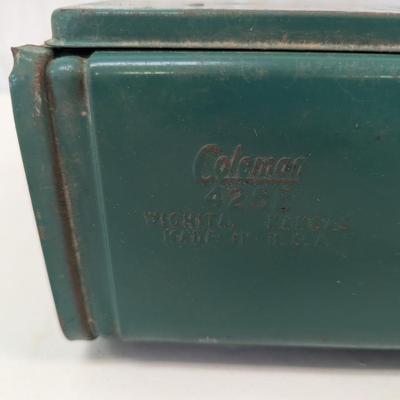 Coleman
WICHITA, KANSAS
MADE IN U.S.A.